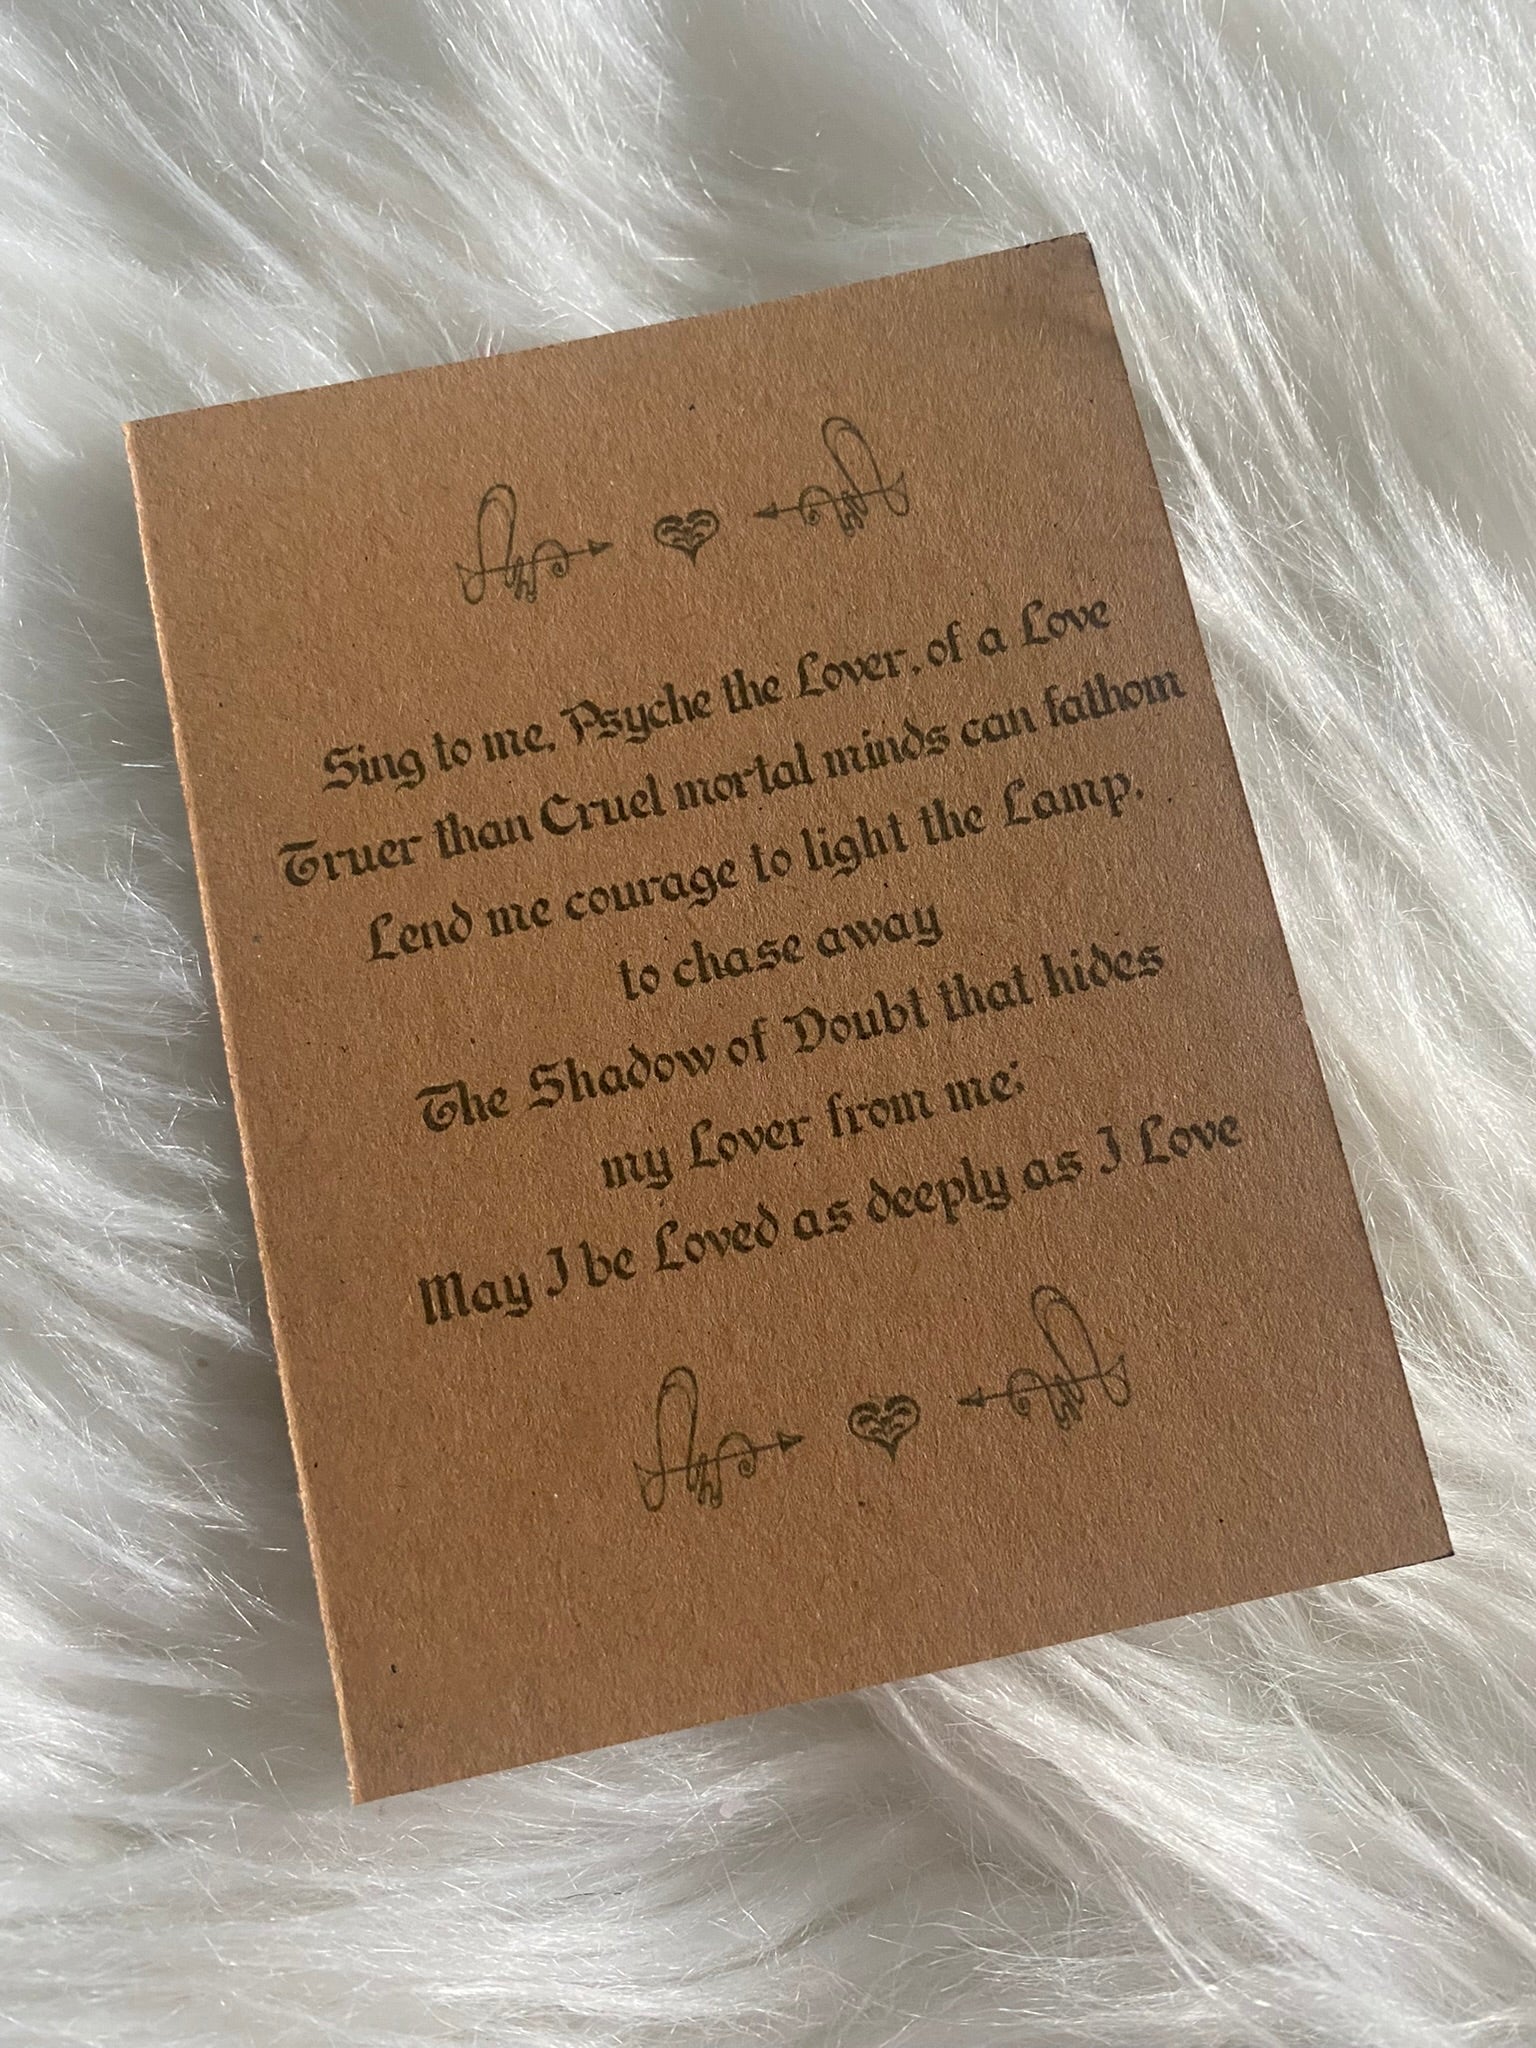 Sing to me, Psyche the Lover, of a Love
Truer than Cruel mortal minds can fathom
Lend me courage to light the Lamp,
to chase away
The Shadow of Doubt that hides
my Lover from me;
May I be Loved as deeply as I Love